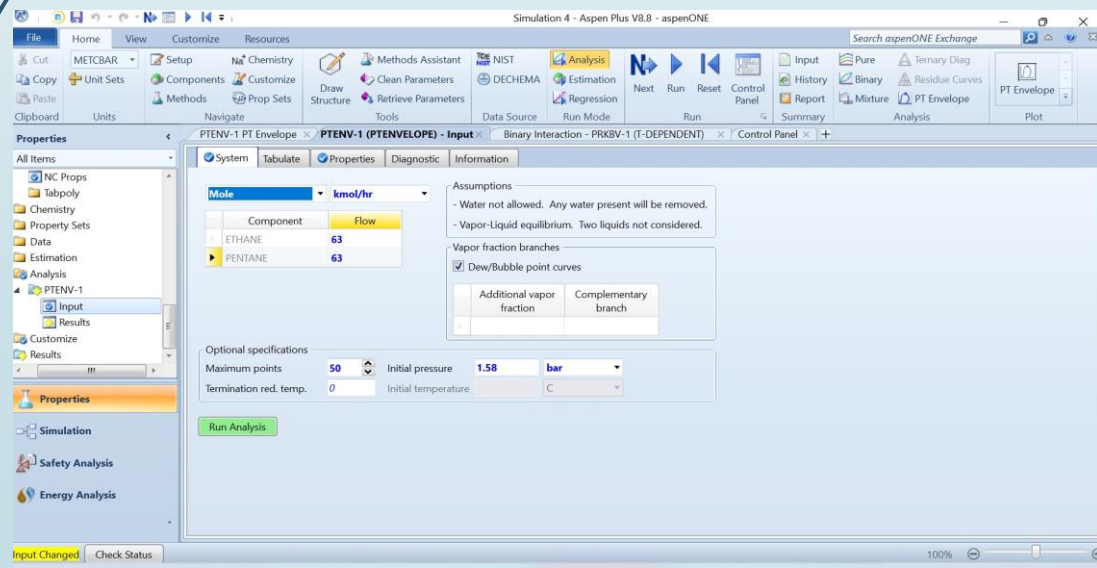 Simulation 4 - Aspen Plus V8.8 - aspenONE
File Home View Customize Resources Search aspenONE Exchange
Cut METCBAR Setup Na+ Chemistry Methods Assistant NIST Analysis Input Pure Ternary Diag
Copy Unit Sets Components Customize Draw Structure Clean Parameters DECHEMA Estimation Next Run Reset Control Panel History Binary Residue Curves PT Envelope
Paste Methods Prop Sets Retrieve Parameters Regression Report Mixture PT Envelope
Clipboard Units Navigate Tools Data Source Run Mode Run Summary Analysis Plot
Properties PTENV-1 PT Envelope PTENV-1 (PTENVELOPE) - Input Binary Interaction - PRKBV-1 (T-DEPENDENT) Control Panel +
All Items
NC Props
Tabpoly
Chemistry
Property Sets
Data
Estimation
Analysis
PTENV-1
Input
Results
Customize
Results
Properties
Simulation
Safety Analysis
Energy Analysis
System Tabulate Properties Diagnostic Information
Mole kmol/hr
Component Flow
ETHANE 63
PENTANE 63
Assumptions
- Water not allowed. Any water present will be removed.
- Vapor-Liquid equilibrium. Two liquids not considered.
Vapor fraction branches
Dew/Bubble point curves
Additional vapor fraction Complementary branch
Optional specifications
Maximum points 50 Initial pressure 1.58 bar
Termination red. temp. 0 Initial temperature C
Run Analysis
Input Changed Check Status 100%